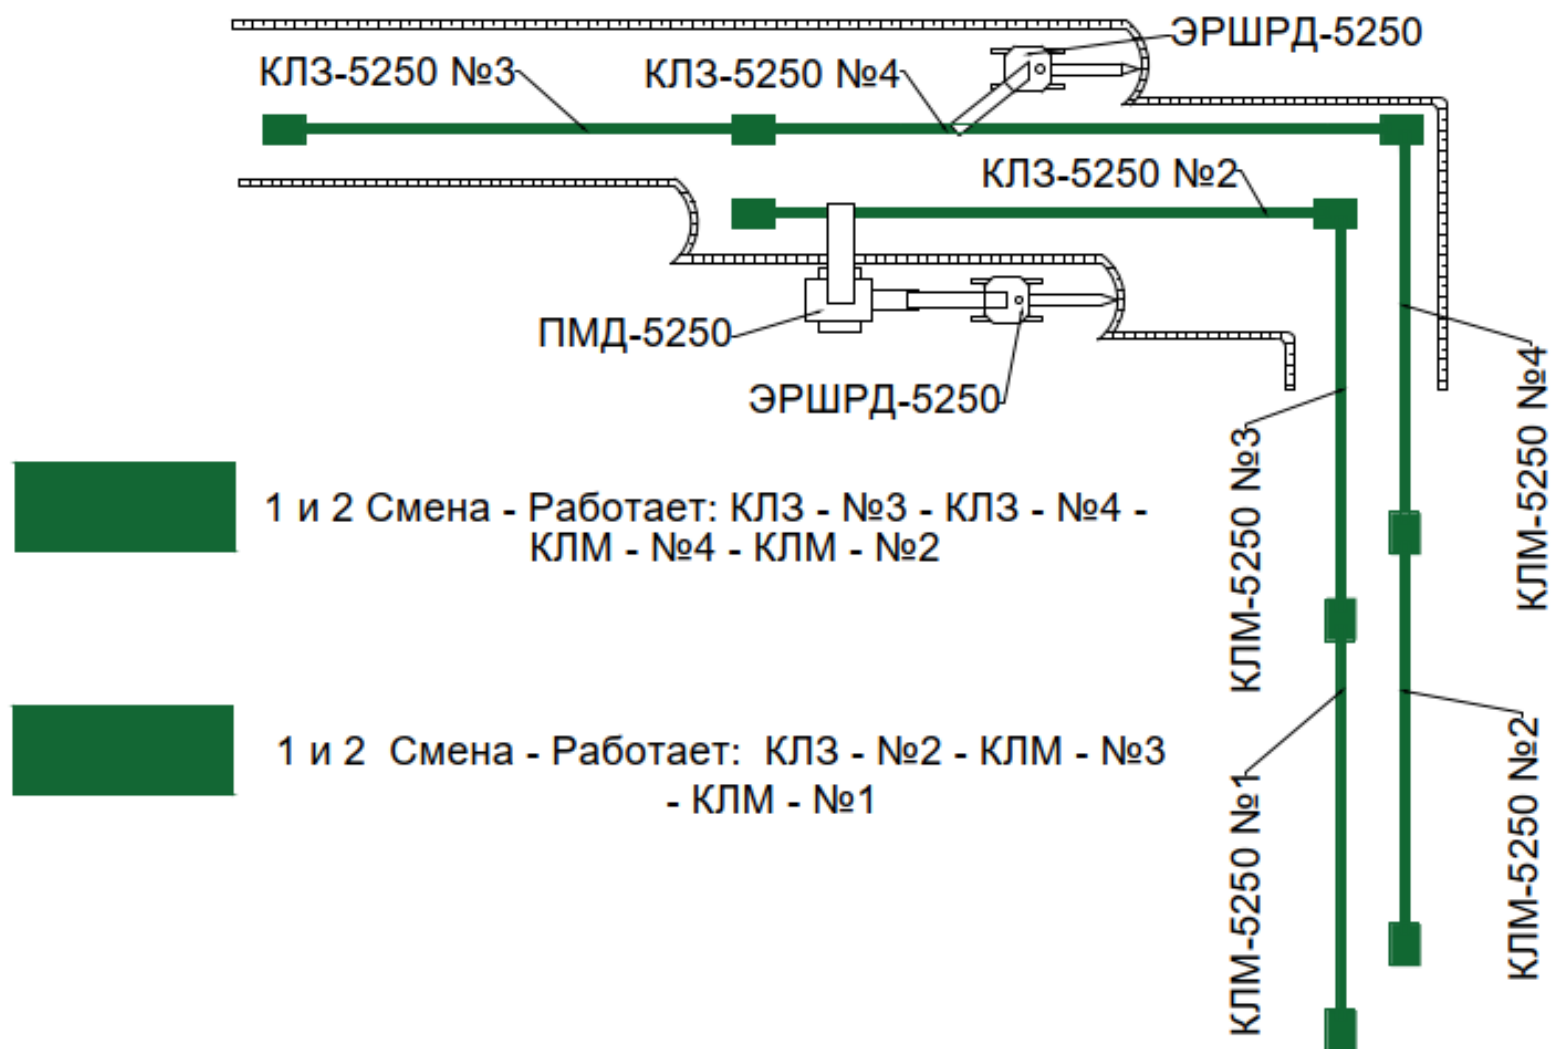 ЭРШРД-5250
КЛЗ-5250 №3
КЛЗ-5250 №4
КЛЗ-5250 №2
ПМД-5250
ЭРШРД-5250
КЛМ-5250 №3
КЛМ-5250 №4
1 и 2 Смена - Работает: КЛЗ - №3 - КЛЗ - №4 -
КЛМ - №4 - КЛМ - №2
1 и 2 Смена - Работает: КЛЗ - №2 - КЛМ - №3
- КЛМ - №1
КЛМ-5250 №1
КЛМ-5250 №2